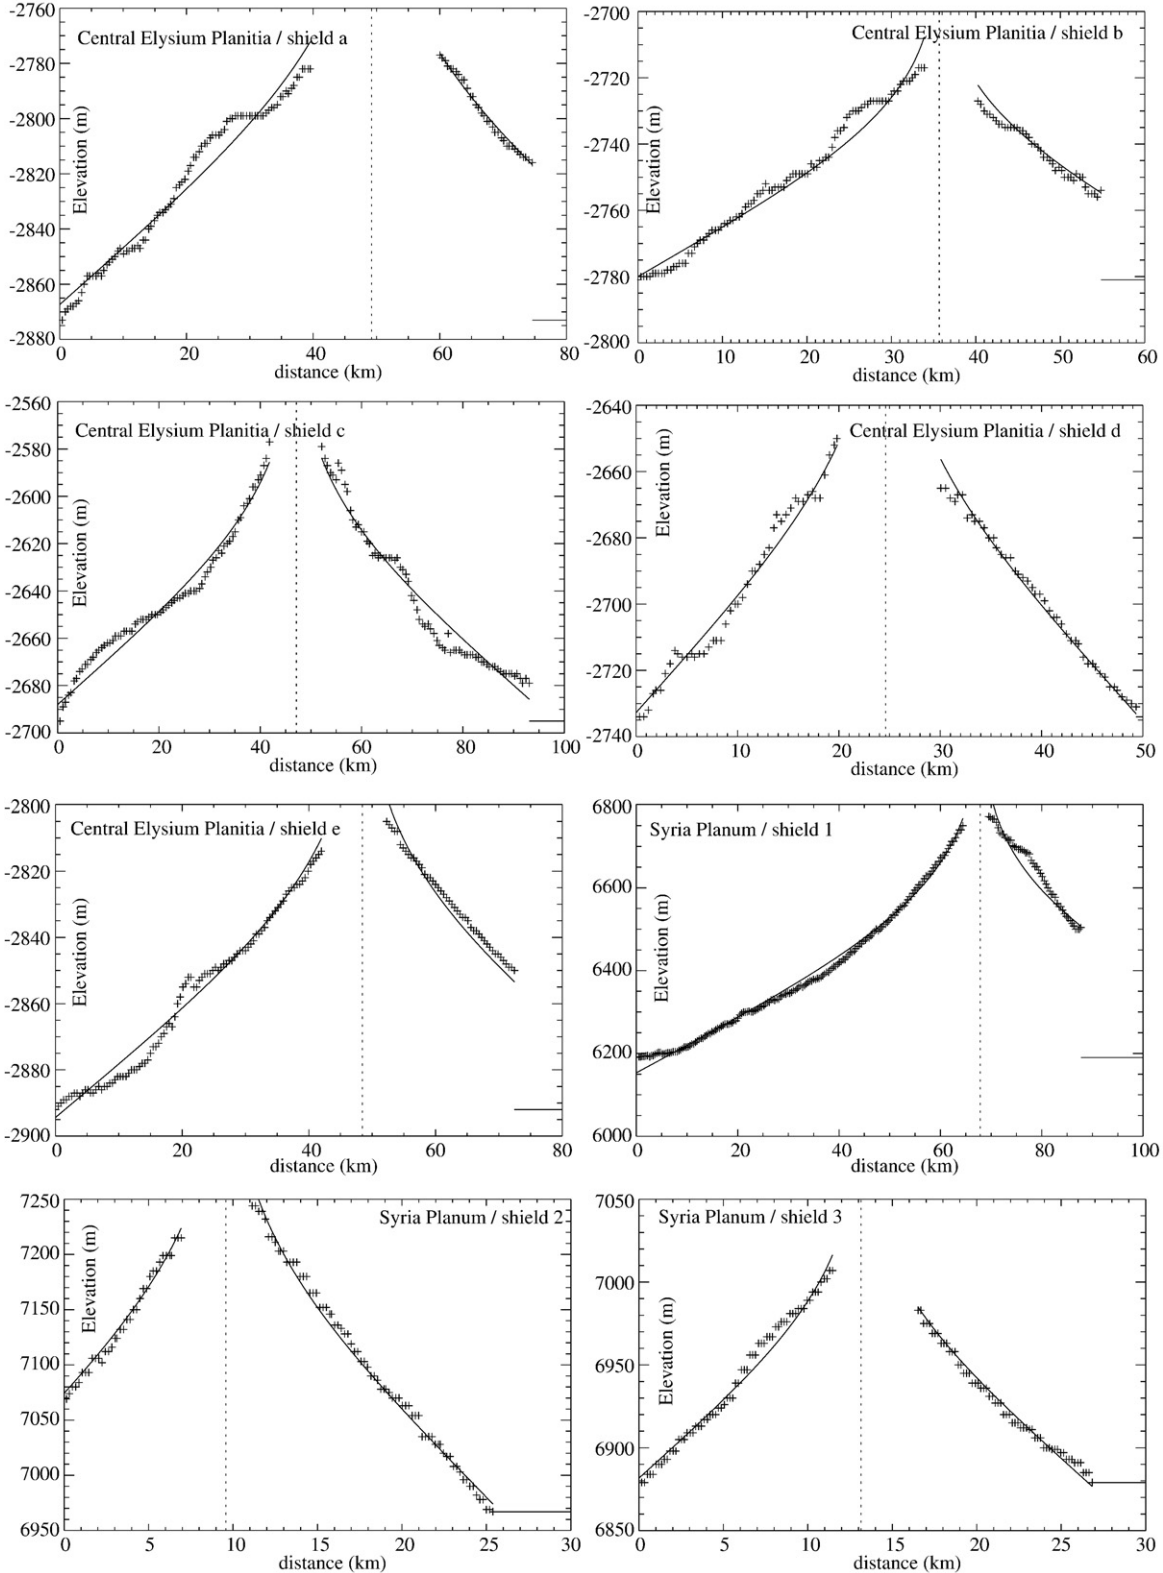 Central Elysium Planitia / shield a
Elevation (m)
-2760
-2780
-2800
-2820
-2840
-2860
-2880
0 20 40 60 80
distance (km)
Central Elysium Planitia / shield b
Elevation (m)
-2700
-2720
-2740
-2760
-2780
-2800
0 10 20 30 40 50 60
distance (km)
Central Elysium Planitia / shield c
Elevation (m)
-2560
-2580
-2600
-2620
-2640
-2660
-2680
-2700
0 20 40 60 80 100
distance (km)
Central Elysium Planitia / shield d
Elevation (m)
-2640
-2660
-2680
-2700
-2720
-2740
0 10 20 30 40 50
distance (km)
Central Elysium Planitia / shield e
Elevation (m)
-2800
-2820
-2840
-2860
-2880
-2900
0 20 40 60 80
distance (km)
Syria Planum / shield 1
Elevation (m)
6800
6600
6400
6200
6000
0 20 40 60 80 100
distance (km)
Syria Planum / shield 2
Elevation (m)
7250
7200
7150
7100
7050
7000
6950
0 5 10 15 20 25 30
distance (km)
Syria Planum / shield 3
Elevation (m)
7050
7000
6950
6900
6850
0 5 10 15 20 25 30
distance (km)